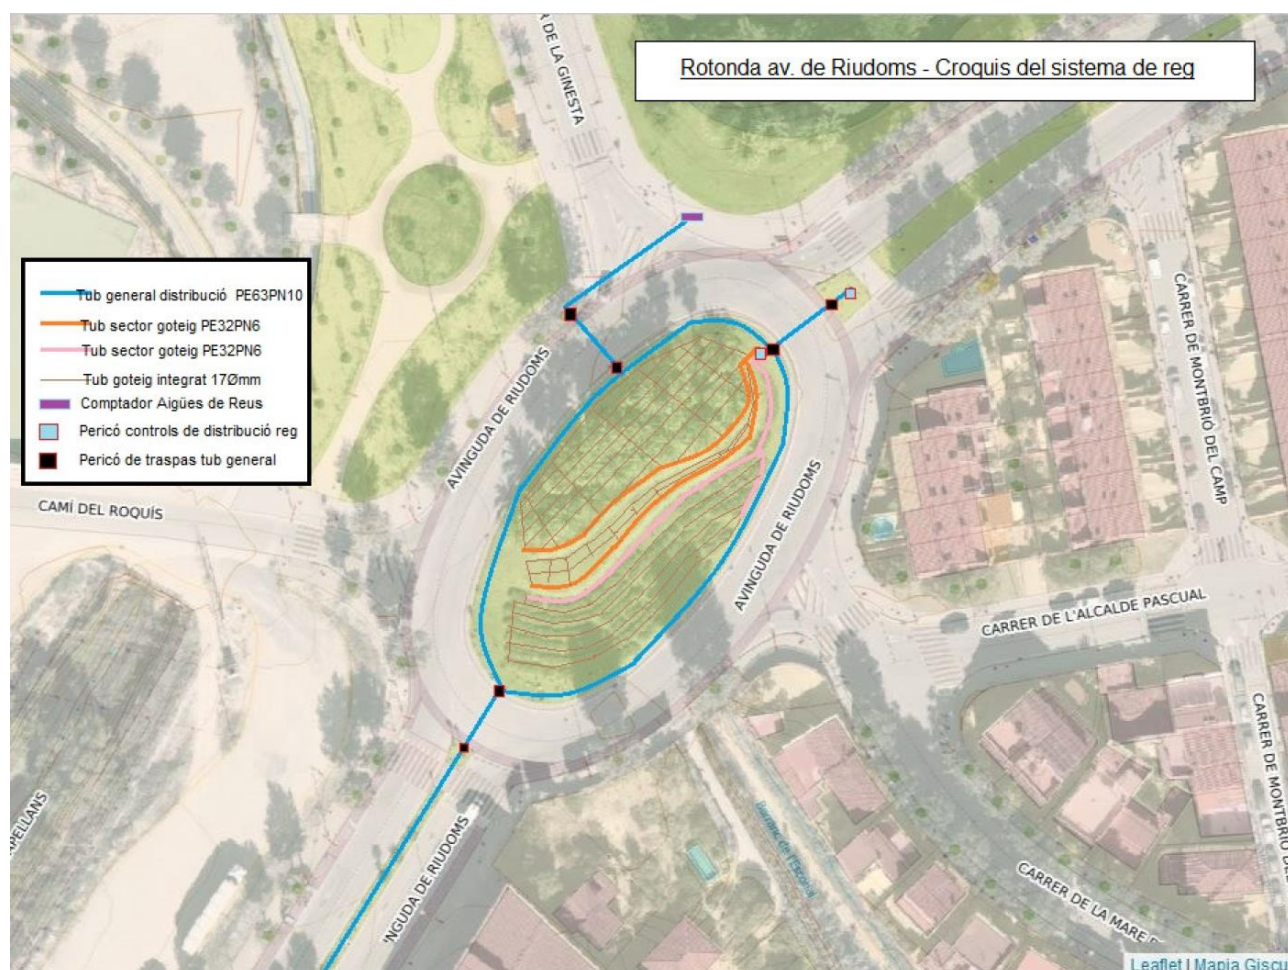 Rotonda av. de Riudoms - Croquis del sistema de reg
DE LA GINESTA
Tub general distribució PE63PN10
Tub sector goteig PE32PN6
Tub sector goteig PE32PN6
Tub goteig integrat 17Ømm
Comptador Aigües de Reus
Pericó controls de distribució reg
Pericó de traspas tub general
CAMÍ DEL ROQUÍS
AVINGUDA DE RIUDOMS
AVINGUDA DE RIUDOMS
CARRER DE MONTBRIÓ DEL CAMP
CARRER DE L'ALCALDE PASCUAL
CARRER DE MONTBRIÓ DEL
APELLANS
INGUDA DE RIUDOMS
CARRER DE LA MARE
Leaflet | Mapia Giscu